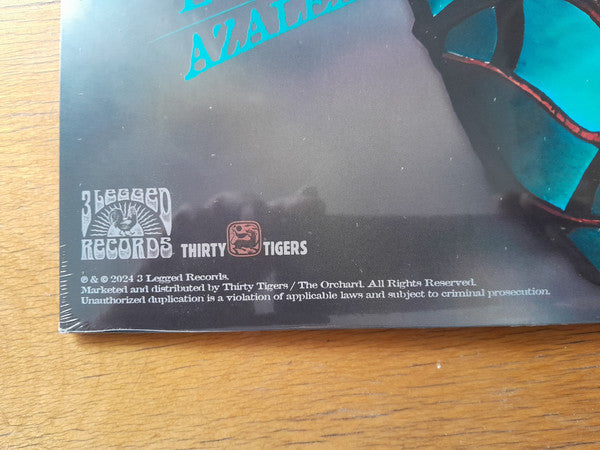 3 LEGGED
RECORDS
THIRTY TIGERS
℗ & © 2024 3 Legged Records.
Marketed and distributed by Thirty Tigers / The Orchard. All Rights Reserved.
Unauthorized duplication is a violation of applicable laws and subject to criminal prosecution.